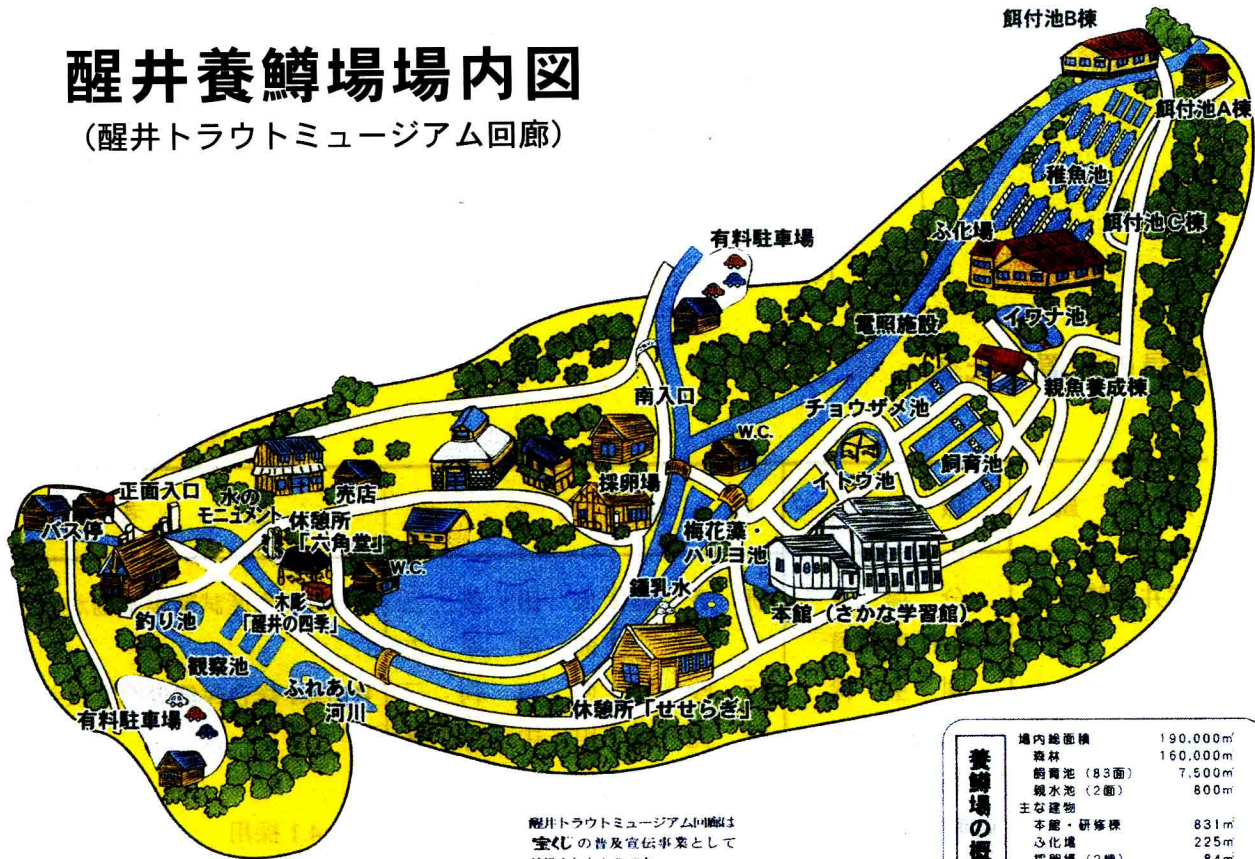 醒井養鱒場場内図
(醒井トラウトミュージアム回廊)
餌付池B棟
餌付池A棟
稚魚池
餌付池C棟
ふ化場
有料駐車場
電照施設
イワナ池
親魚養成棟
南入口
チョウザメ池
W.C.
飼育池
イトウ池
採卵場
売店
正面入口
水の
モニュメント
バス停
休憩所
「六角堂」
W.C.
梅花藻・
ハリヨ池
鍾乳水
木彫
「醒井の四季」
釣り池
本館(さかな学習館)
観察池
ふれあい
河川
休憩所「せせらぎ」
有料駐車場
養鱒場の概
場内総面積 190,000㎡
森林 160,000㎡
飼育池(83面) 7,500㎡
親水池(2面) 800㎡
主な建物
本館・研修棟 831㎡
ふ化場 225㎡
醒井トラウトミュージアム回廊は
宝くじの普及宣伝事業として